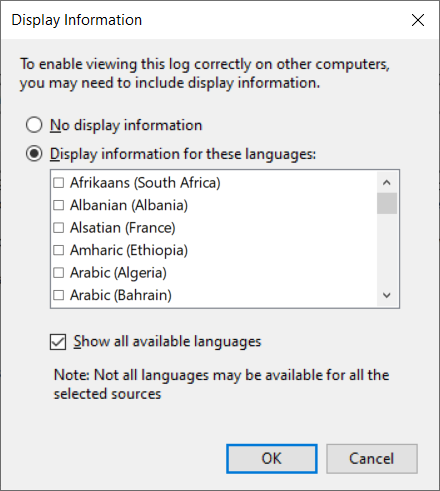 Display Information
To enable viewing this log correctly on other computers,
you may need to include display information.
No display information
Display information for these languages:
Afrikaans (South Africa)
Albanian (Albania)
Alsatian (France)
Amharic (Ethiopia)
Arabic (Algeria)
Arabic (Bahrain)
Show all available languages
Note: Not all languages may be available for all the
selected sources
OK
Cancel